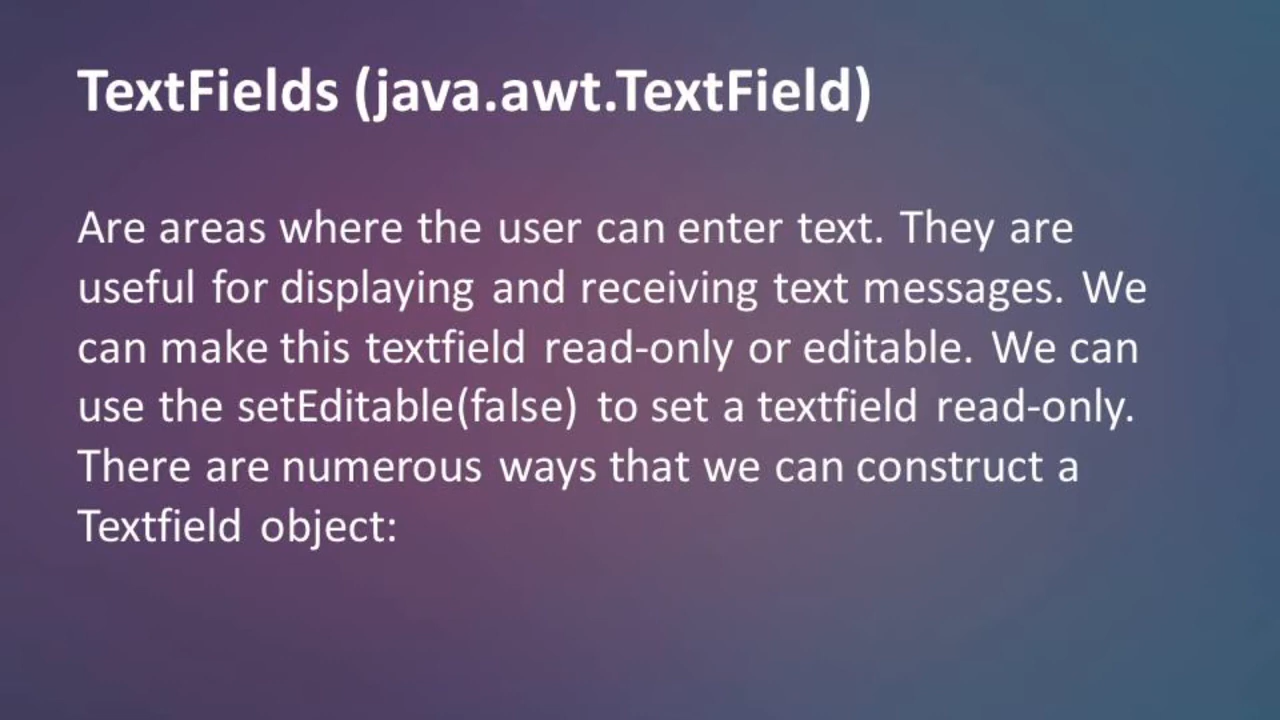 TextFields (java.awt.TextField)
Are areas where the user can enter text. They are
useful for displaying and receiving text messages. We
can make this textfield read-only or editable. We can
use the setEditable(false) to set a textfield read-only.
There are numerous ways that we can construct a
Textfield object: